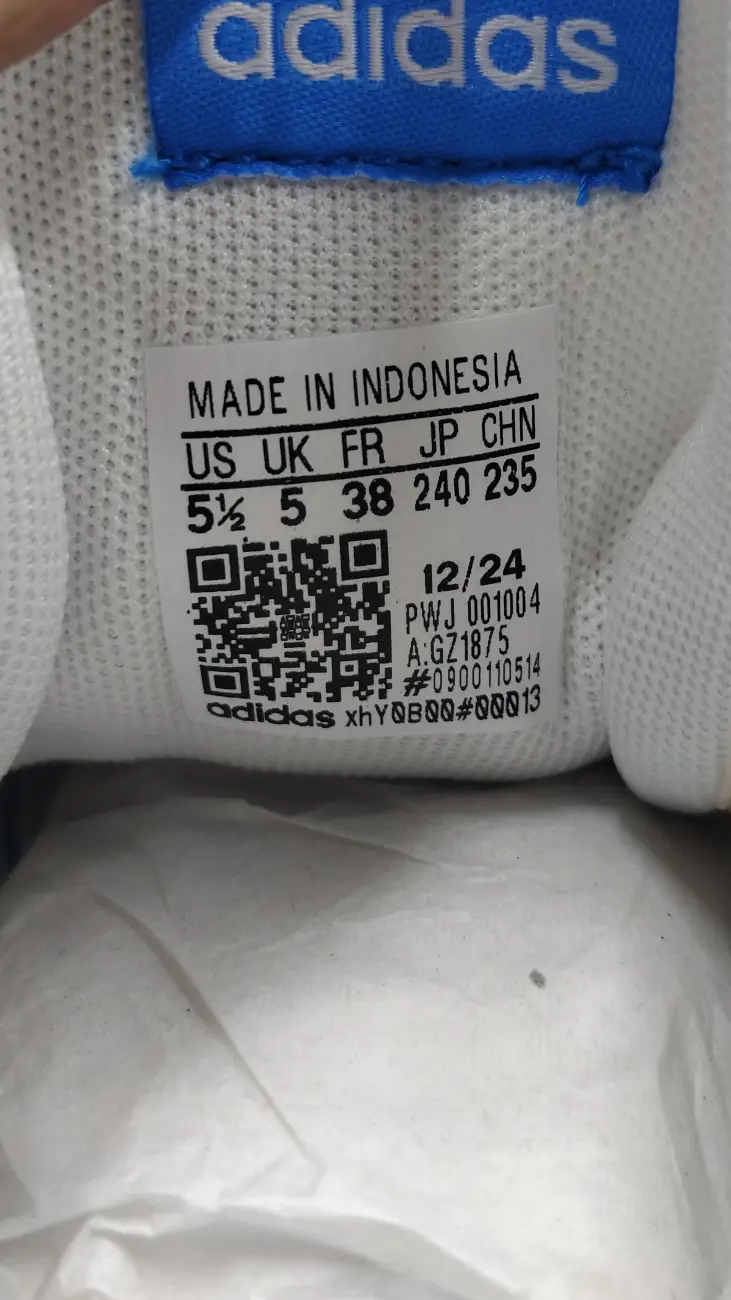 adidas
MADE IN INDONESIA
US UK FR JP CHN
5½ 5 38 240 235
12/24
PWJ 001004
A:GZ1875
#0900110514
adidas xhY0B00#00013